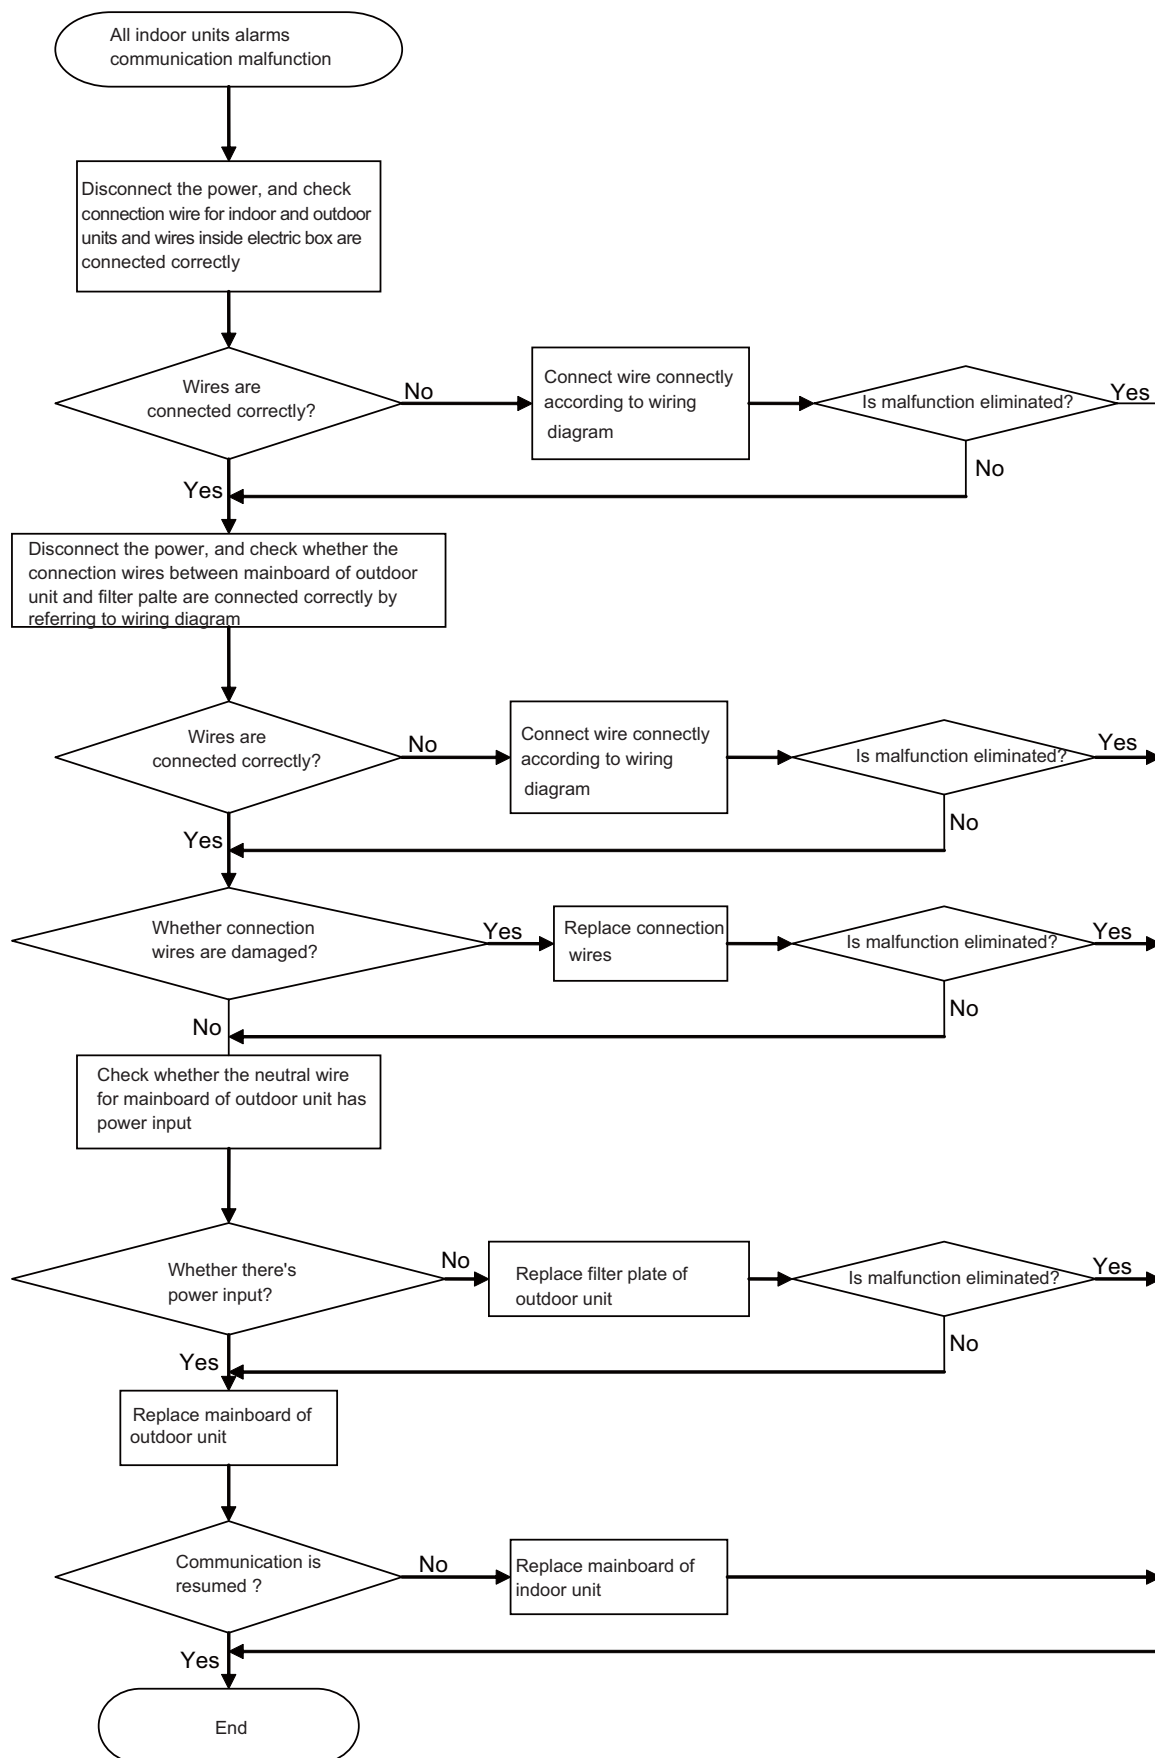 All indoor units alarms
communication malfunction
Disconnect the power, and check
connection wire for indoor and outdoor
units and wires inside electric box are
connected correctly
Wires are
connected correctly?
No
Connect wire connectly
according to wiring
diagram
Is malfunction eliminated?
Yes
No
Yes
Disconnect the power, and check whether the
connection wires between mainboard of outdoor
unit and filter palte are connected correctly by
referring to wiring diagram
Wires are
connected correctly?
No
Connect wire connectly
according to wiring
diagram
Is malfunction eliminated?
Yes
No
Yes
Whether connection
wires are damaged?
Yes
Replace connection
wires
Is malfunction eliminated?
Yes
No
No
Check whether the neutral wire
for mainboard of outdoor unit has
power input
Whether there's
power input?
No
Replace filter plate of
outdoor unit
Is malfunction eliminated?
Yes
No
Yes
Replace mainboard of
outdoor unit
Communication is
resumed ?
No
Replace mainboard of
indoor unit
Yes
End